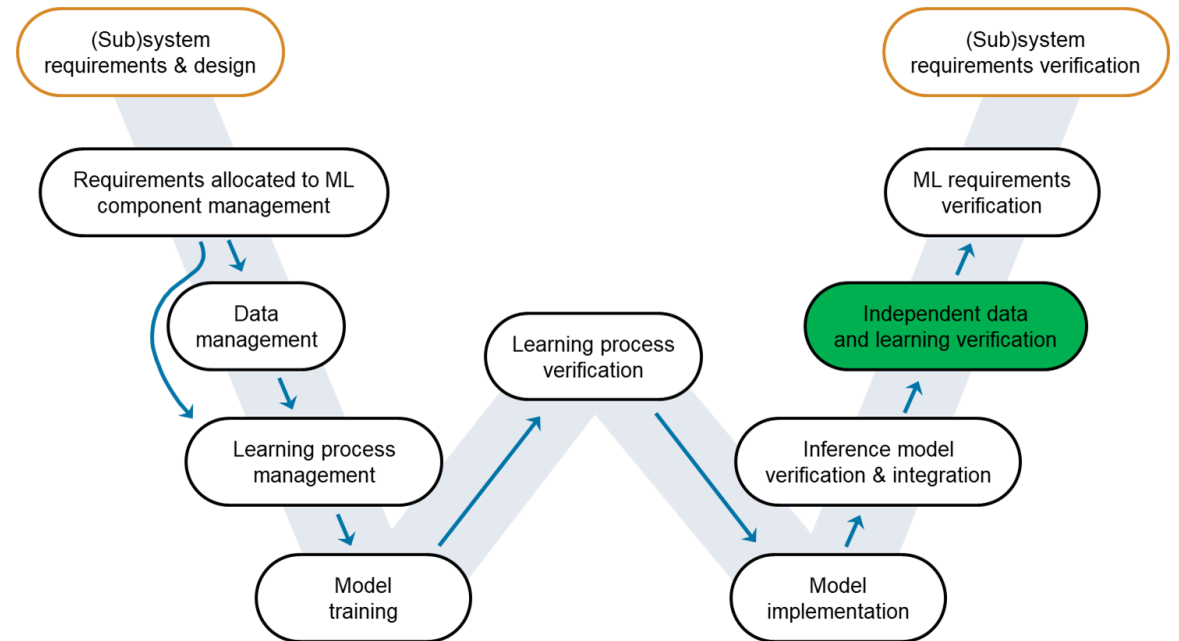 (Sub)system
requirements & design
(Sub)system
requirements verification
Requirements allocated to ML
component management
ML requirements
verification
Data
management
Independent data
and learning verification
Learning process
verification
Learning process
management
Inference model
verification & integration
Model
training
Model
implementation